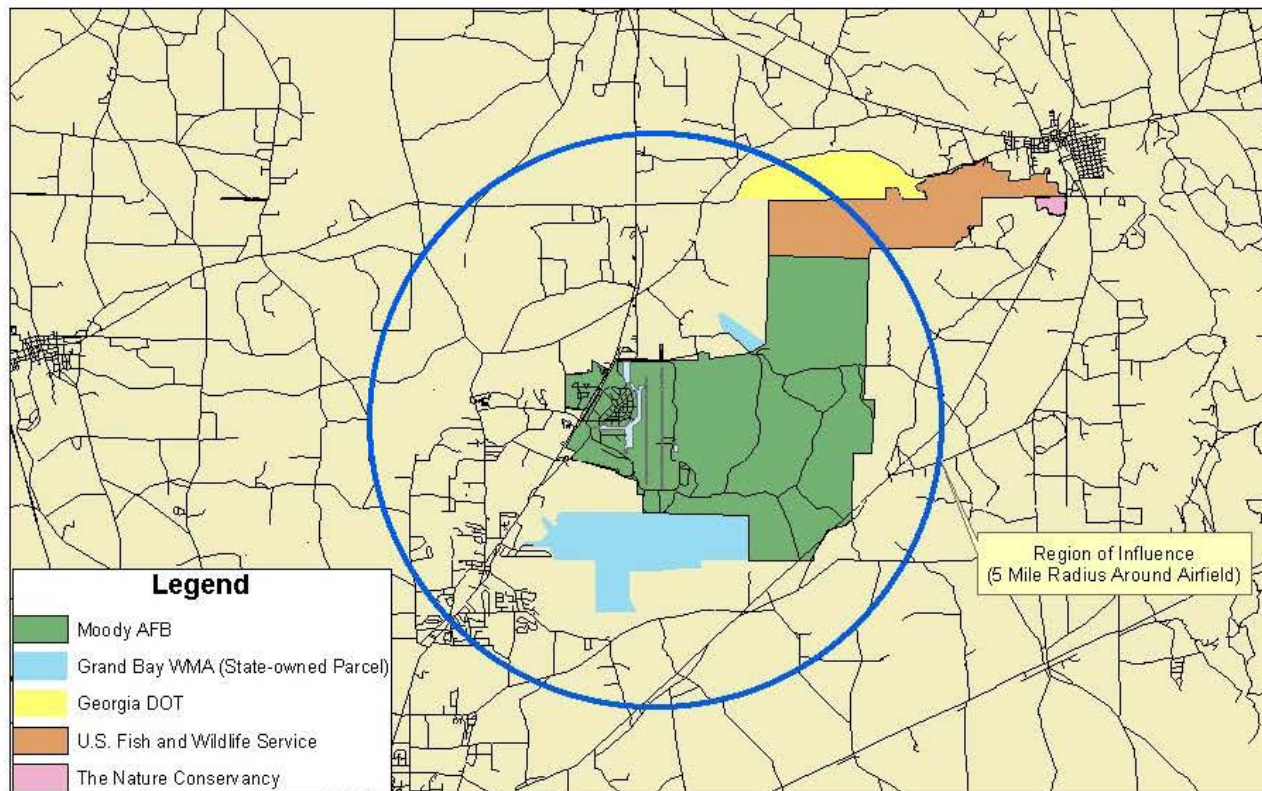 Region of Influence
(5 Mile Radius Around Airfield)
Legend
Moody AFB
Grand Bay WMA (State-owned Parcel)
Georgia DOT
U.S. Fish and Wildlife Service
The Nature Conservancy